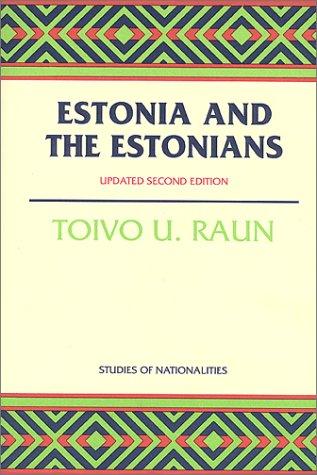 ESTONIA AND
THE ESTONIANS
UPDATED SECOND EDITION
TOIVO U. RAUN
STUDIES OF NATIONALITIES